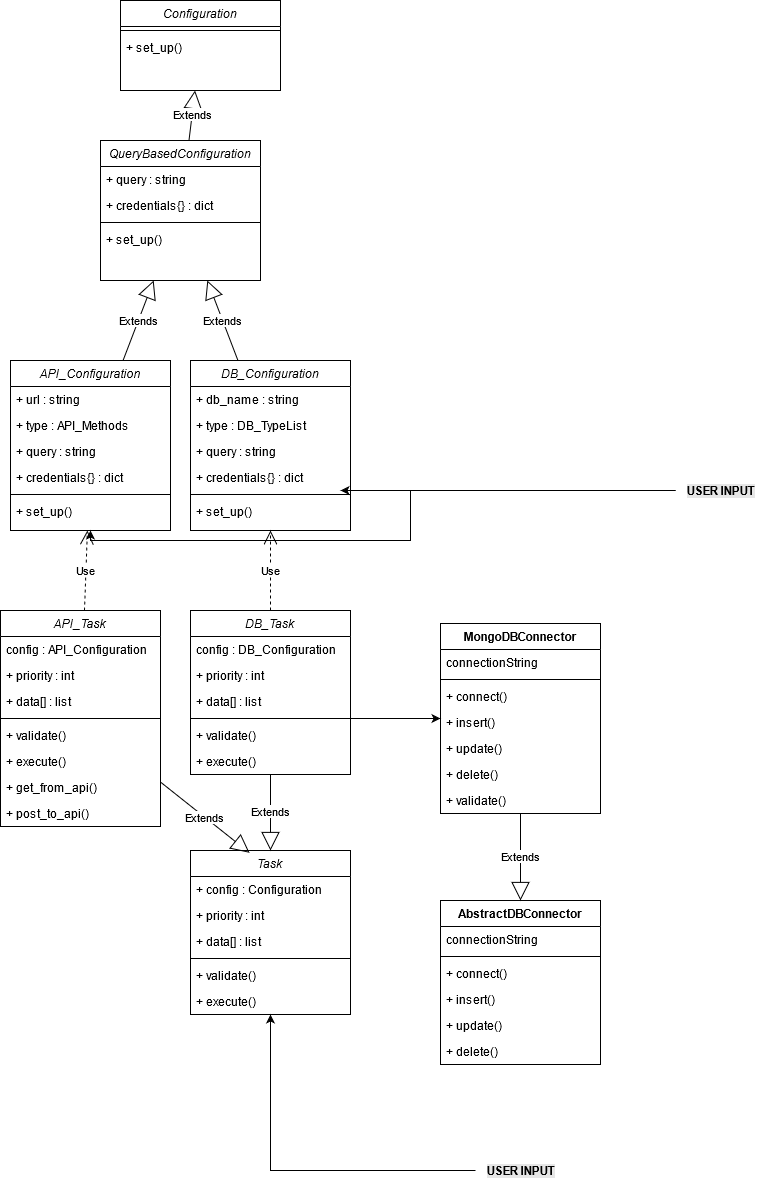 Configuration
+ set_up()
Extends
QueryBasedConfiguration
+ query : string
+ credentials{} : dict
+ set_up()
Extends
Extends
API_Configuration
+ url : string
+ type : API_Methods
+ query : string
+ credentials{} : dict
+ set_up()
DB_Configuration
+ db_name : string
+ type : DB_TypeList
+ query : string
+ credentials{} : dict
+ set_up()
USER INPUT
Use
Use
API_Task
config : API_Configuration
+ priority : int
+ data[] : list
+ validate()
+ execute()
+ get_from_api()
+ post_to_api()
DB_Task
config : DB_Configuration
+ priority : int
+ data[] : list
+ validate()
+ execute()
MongoDBConnector
connectionString
+ connect()
+ insert()
+ update()
+ delete()
+ validate()
Extends
Extends
Extends
Task
+ config : Configuration
+ priority : int
+ data[] : list
+ validate()
+ execute()
AbstractDBConnector
connectionString
+ connect()
+ insert()
+ update()
+ delete()
USER INPUT